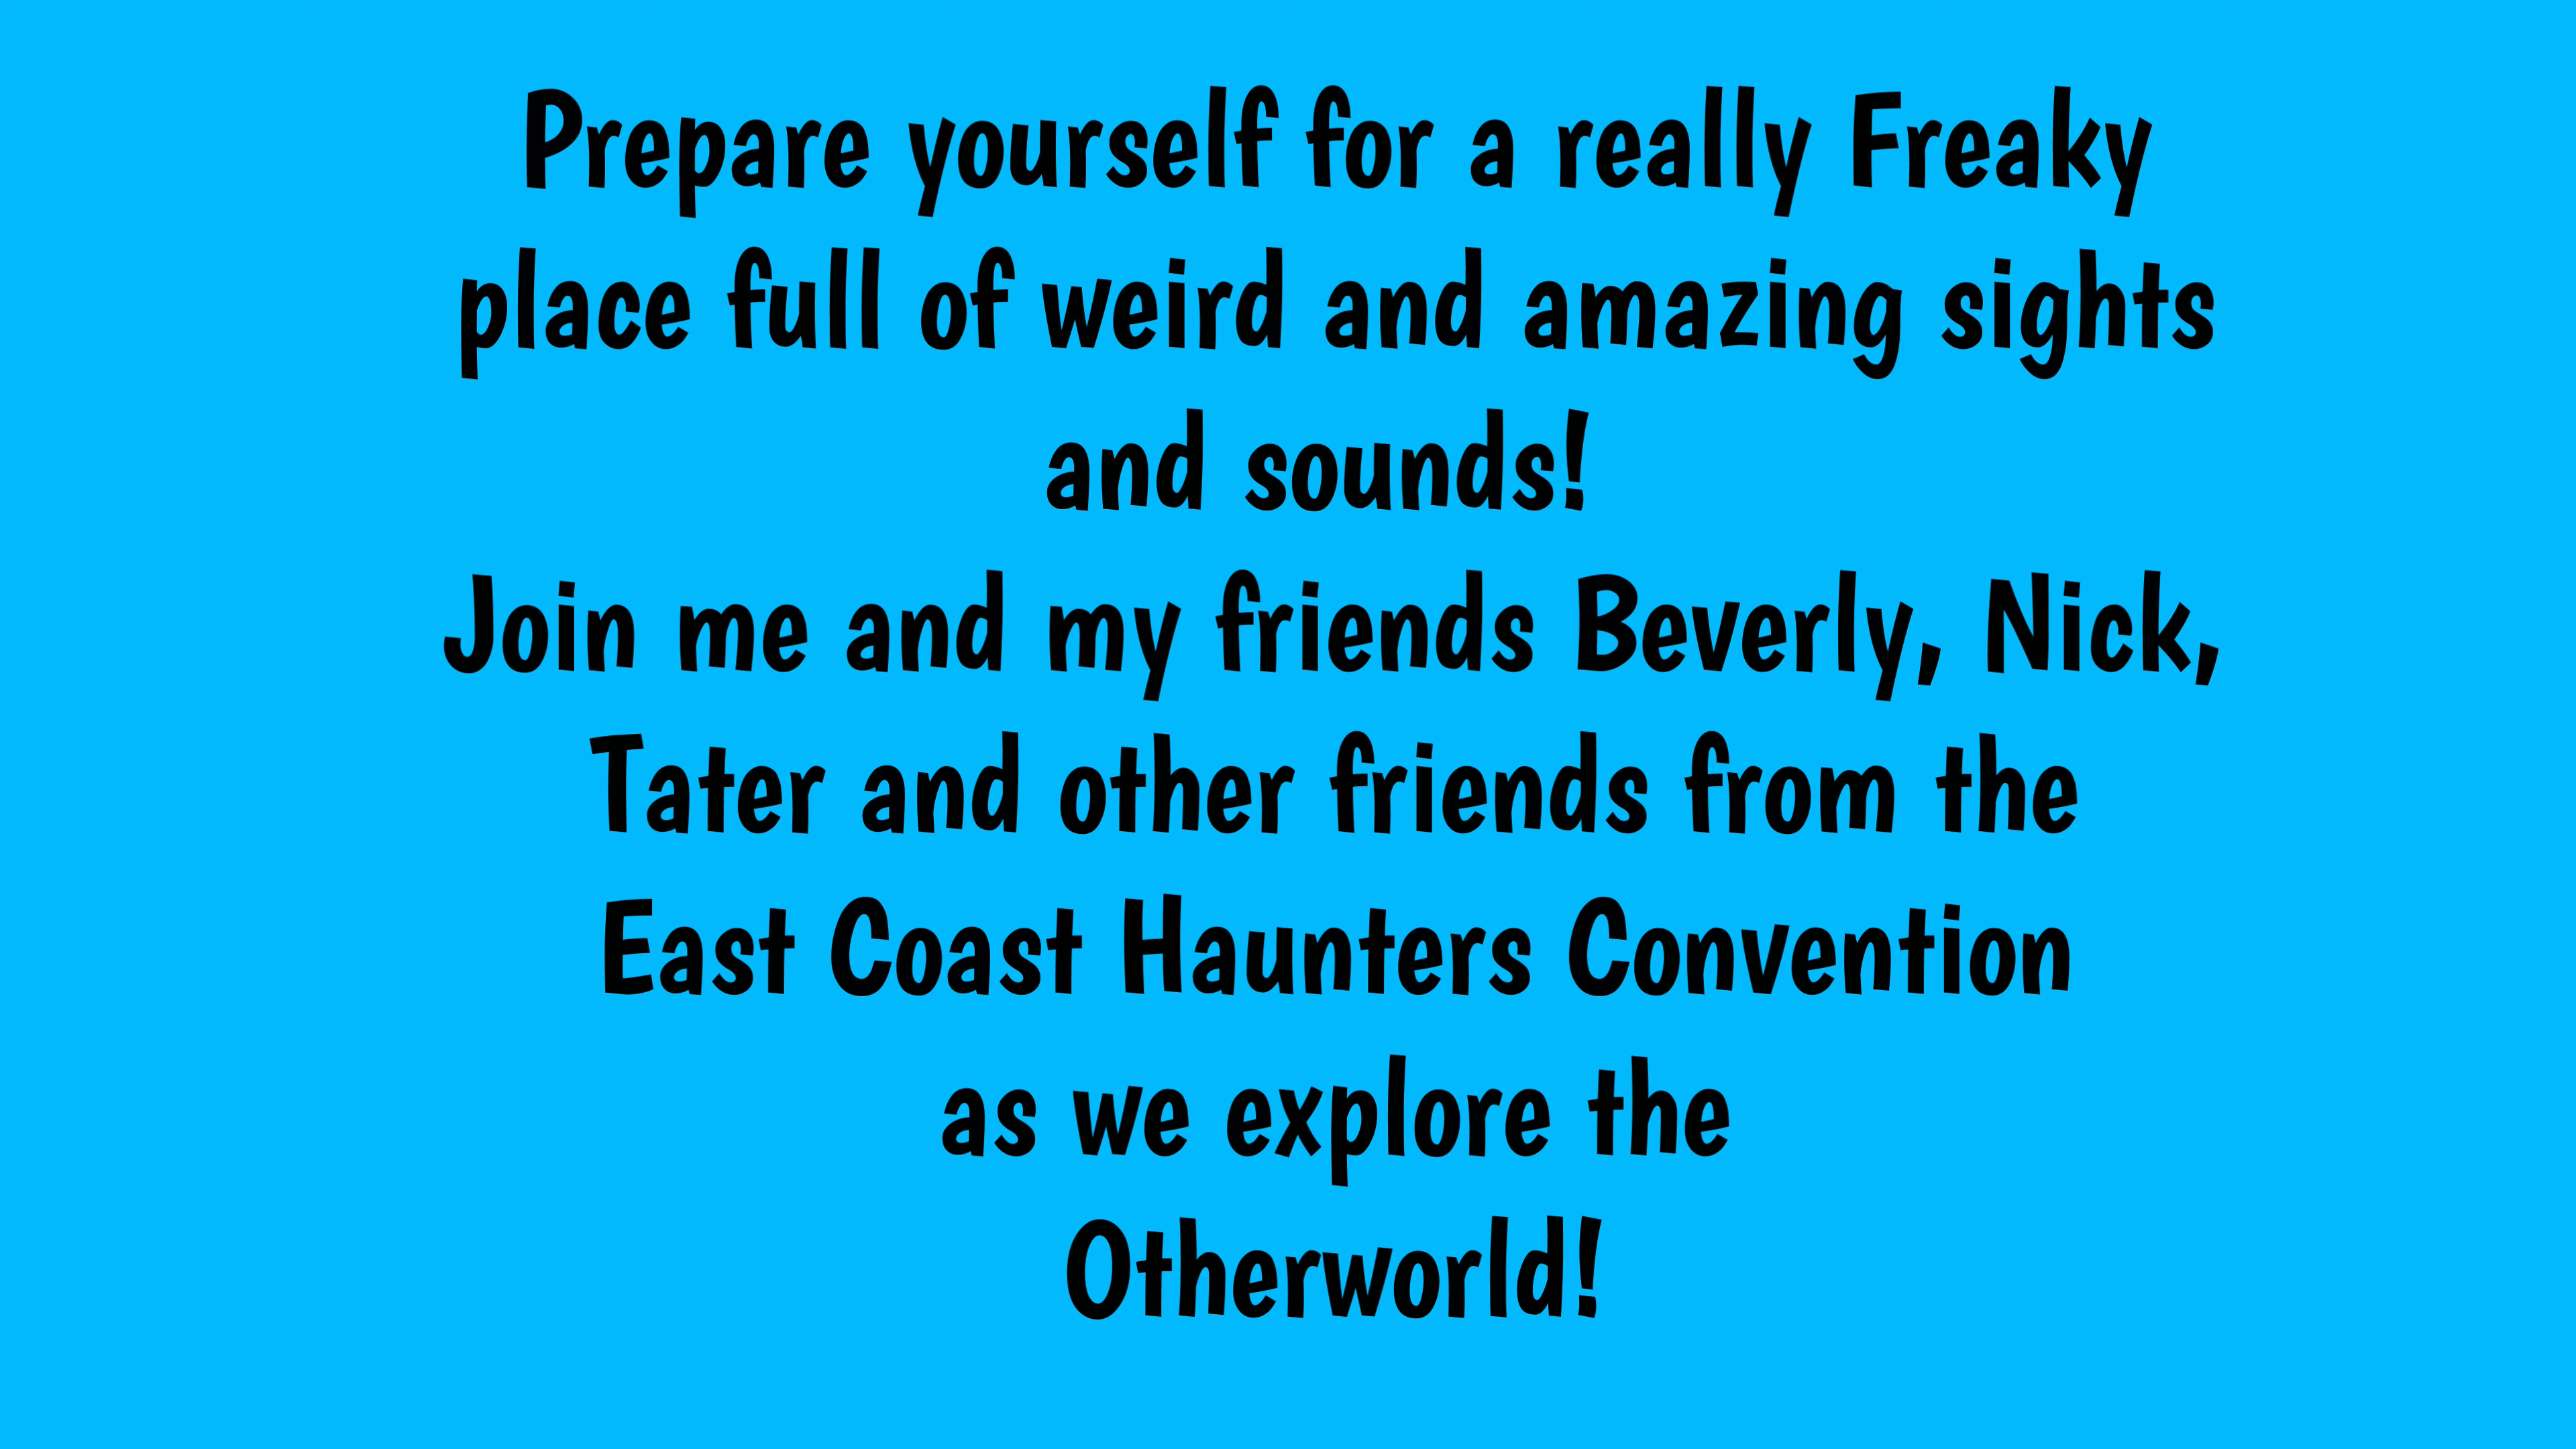 Prepare yourself for a really Freaky
place full of weird and amazing sights
and sounds!
Join me and my friends Beverly, Nick,
Tater and other friends from the
East Coast Haunters Convention
as we explore the
Otherworld!